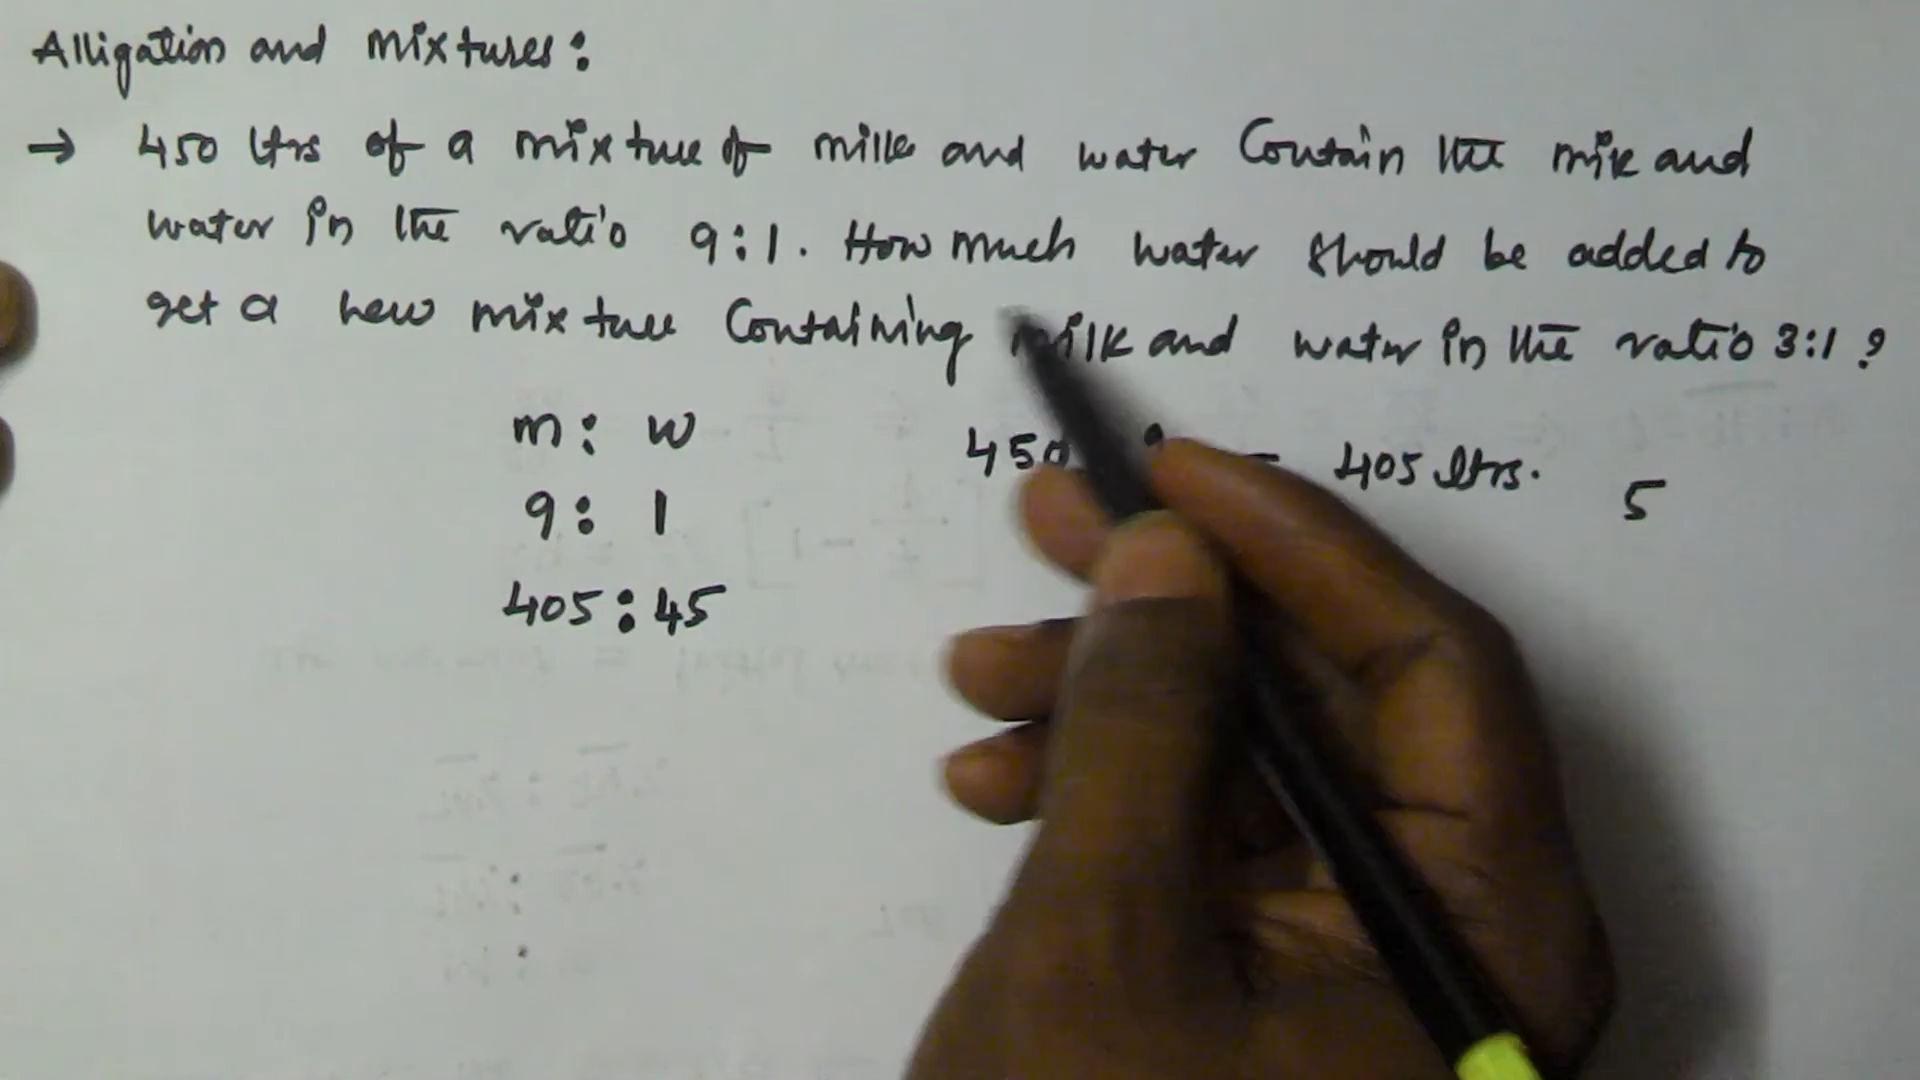 Alligation and mixtures:
→ 450 ltrs of a mixture of milk and water contain the milk and
water in the ratio 9:1. How much water should be added to
get a new mixture containing milk and water in the ratio 3:1?
m: w
450 = 405 ltrs. 5
9: 1
405: 45